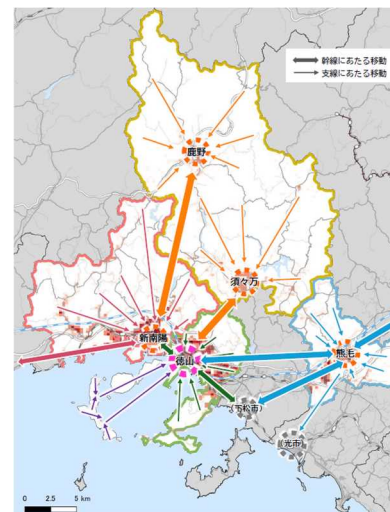 幹線にあたる移動
支線にあたる移動
鹿野
須々万
新南陽
徳山
熊毛
(下松市)
(光市)
0 2.5 5 km